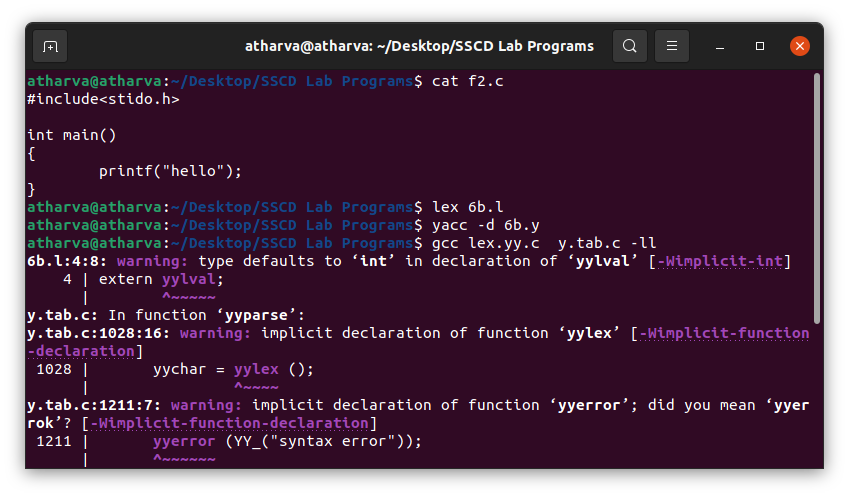 atharva@atharva: ~/Desktop/SSCD Lab Programs
atharva@atharva:~/Desktop/SSCD Lab Programs$ cat f2.c
#include<stido.h>

int main()
{
        printf("hello");
}
atharva@atharva:~/Desktop/SSCD Lab Programs$ lex 6b.l
atharva@atharva:~/Desktop/SSCD Lab Programs$ yacc -d 6b.y
atharva@atharva:~/Desktop/SSCD Lab Programs$ gcc lex.yy.c  y.tab.c -ll
6b.l:4:8: warning: type defaults to ‘int’ in declaration of ‘yylval’ [-Wimplicit-int]
    4 | extern yylval;
      |        ^~~~~~
y.tab.c: In function ‘yyparse’:
y.tab.c:1028:16: warning: implicit declaration of function ‘yylex’ [-Wimplicit-function
-declaration]
 1028 |       yychar = yylex ();
      |                ^~~~~
y.tab.c:1211:7: warning: implicit declaration of function ‘yyerror’; did you mean ‘yyer
rok’? [-Wimplicit-function-declaration]
 1211 |       yyerror (YY_("syntax error"));
      |       ^~~~~~~